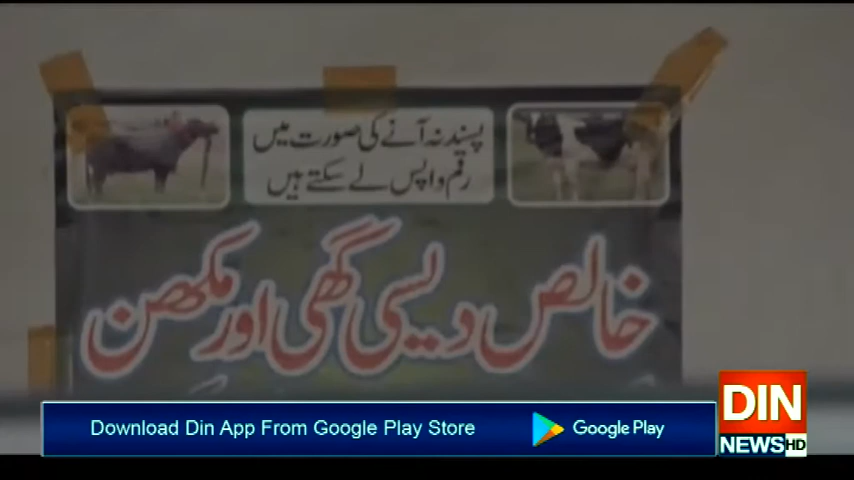 پسند نہ آنے کی صورت میں
رقم واپس لے سکتے ہیں
خالص دیسی گھی اور مکھن
Download Din App From Google Play Store
Google Play
DIN
NEWS HD